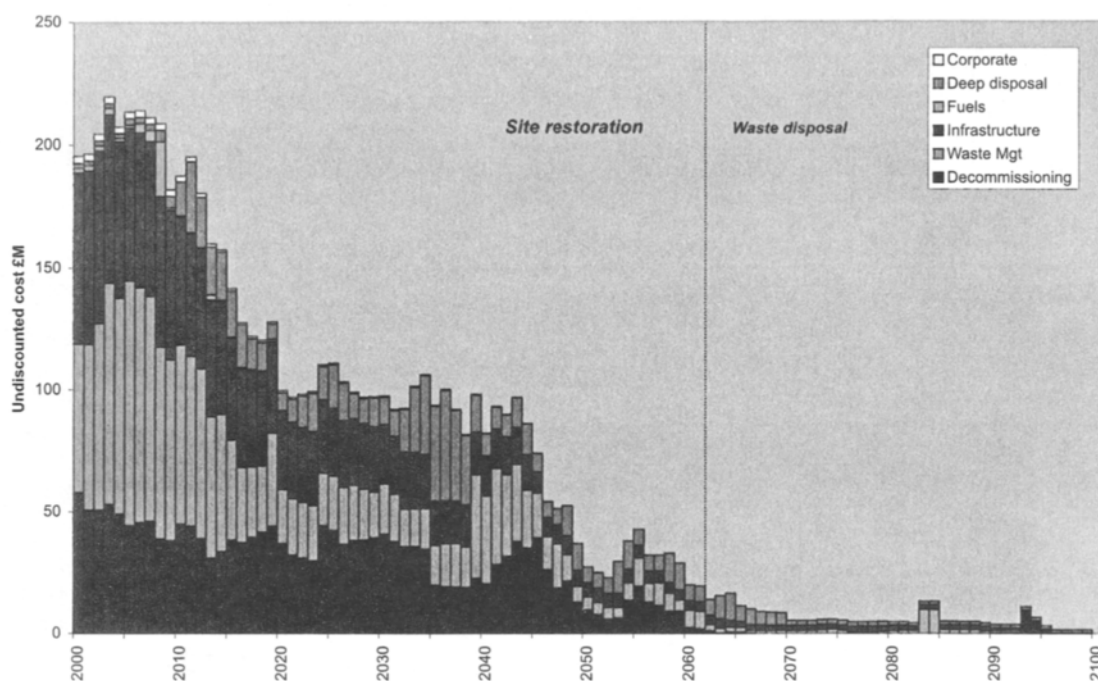 250
200
150
100
50
0
Undiscounted cost £M
Site restoration
Waste disposal
Corporate
Deep disposal
Fuels
Infrastructure
Waste Mgt
Decommissioning
2000
2010
2020
2030
2040
2050
2060
2070
2080
2090
2100